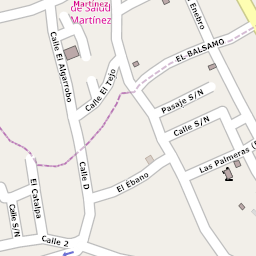 Martínez
de Salud
Martínez
Enebro
EL BALSAMO
Calle El Algarrobo
Calle El Tejo
Pasaje S/N
Calle S/N
Las Palmeras (
El Ebano
Calle D
El Catalpa
Calle S/N
Calle 2